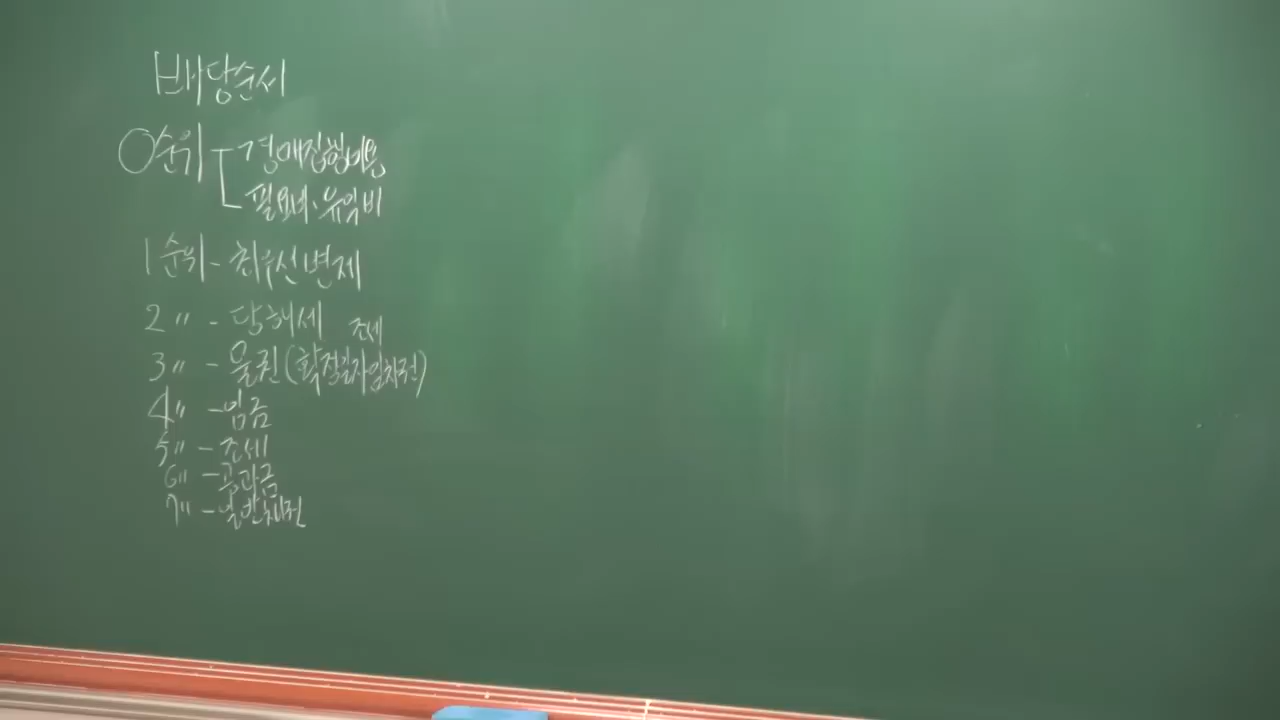 배당순서
0순위 - 경매집행비용
필요비·유익비
1순위 - 최우선변제
2 〃 - 당해세 조세
3 〃 - 물권(확정일자임차권)
4 〃 - 임금
5 〃 - 조세
6 〃 - 공과금
7 〃 - 일반채권